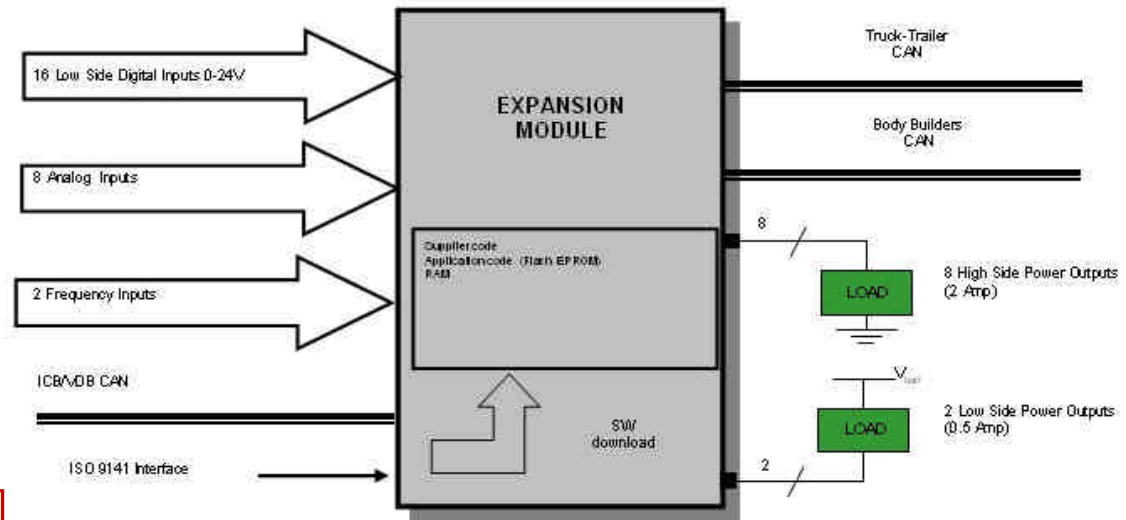 16 Low Side Digital Inputs 0-24V
8 Analog Inputs
2 Frequency Inputs
ICB/VDB CAN
ISO 9141 Interface
EXPANSION
MODULE
Supplier code
Application code (Flash EPROM)
RAM
SW
download
Truck-Trailer
CAN
Body Builders
CAN
8
LOAD
8 High Side Power Outputs
(2 Amp)
V
LOAD
2 Low Side Power Outputs
(0.5 Amp)
2